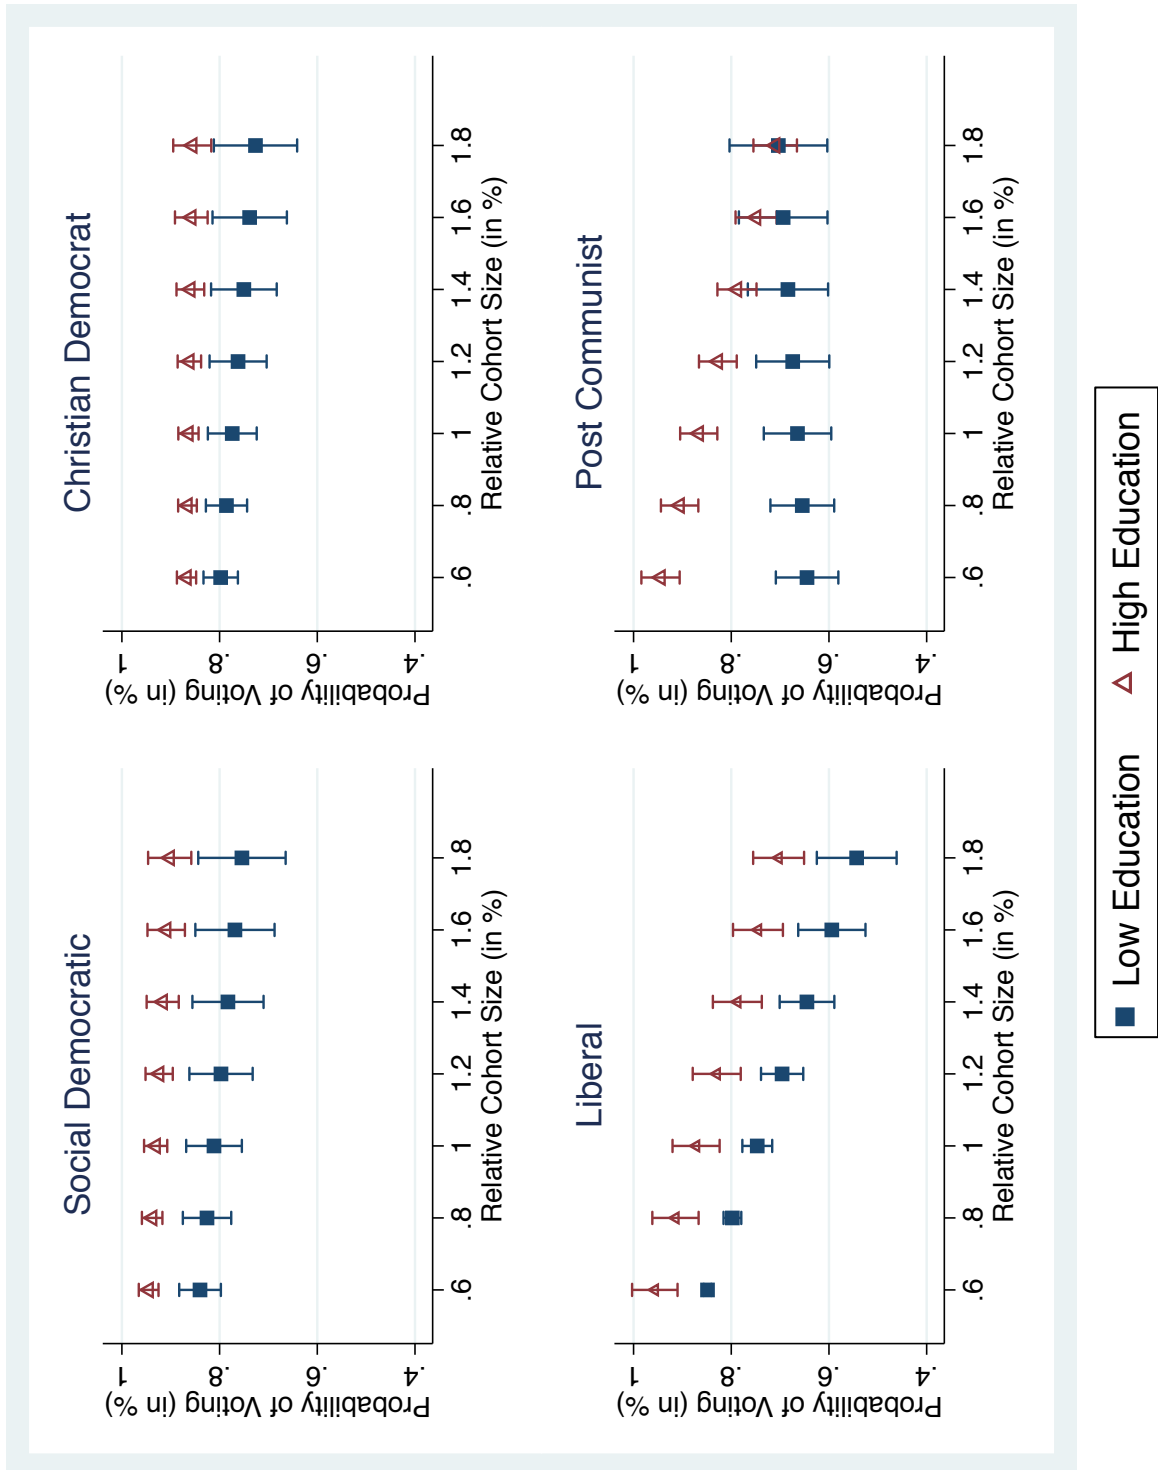 Social Democratic
Probability of Voting (in %)
1
.8
.6
.4
.6 .8 1 1.2 1.4 1.6 1.8
Relative Cohort Size (in %)
Christian Democrat
Probability of Voting (in %)
1
.8
.6
.4
.6 .8 1 1.2 1.4 1.6 1.8
Relative Cohort Size (in %)
Liberal
Probability of Voting (in %)
1
.8
.6
.4
.6 .8 1 1.2 1.4 1.6 1.8
Relative Cohort Size (in %)
Post Communist
Probability of Voting (in %)
1
.8
.6
.4
.6 .8 1 1.2 1.4 1.6 1.8
Relative Cohort Size (in %)
Low Education High Education